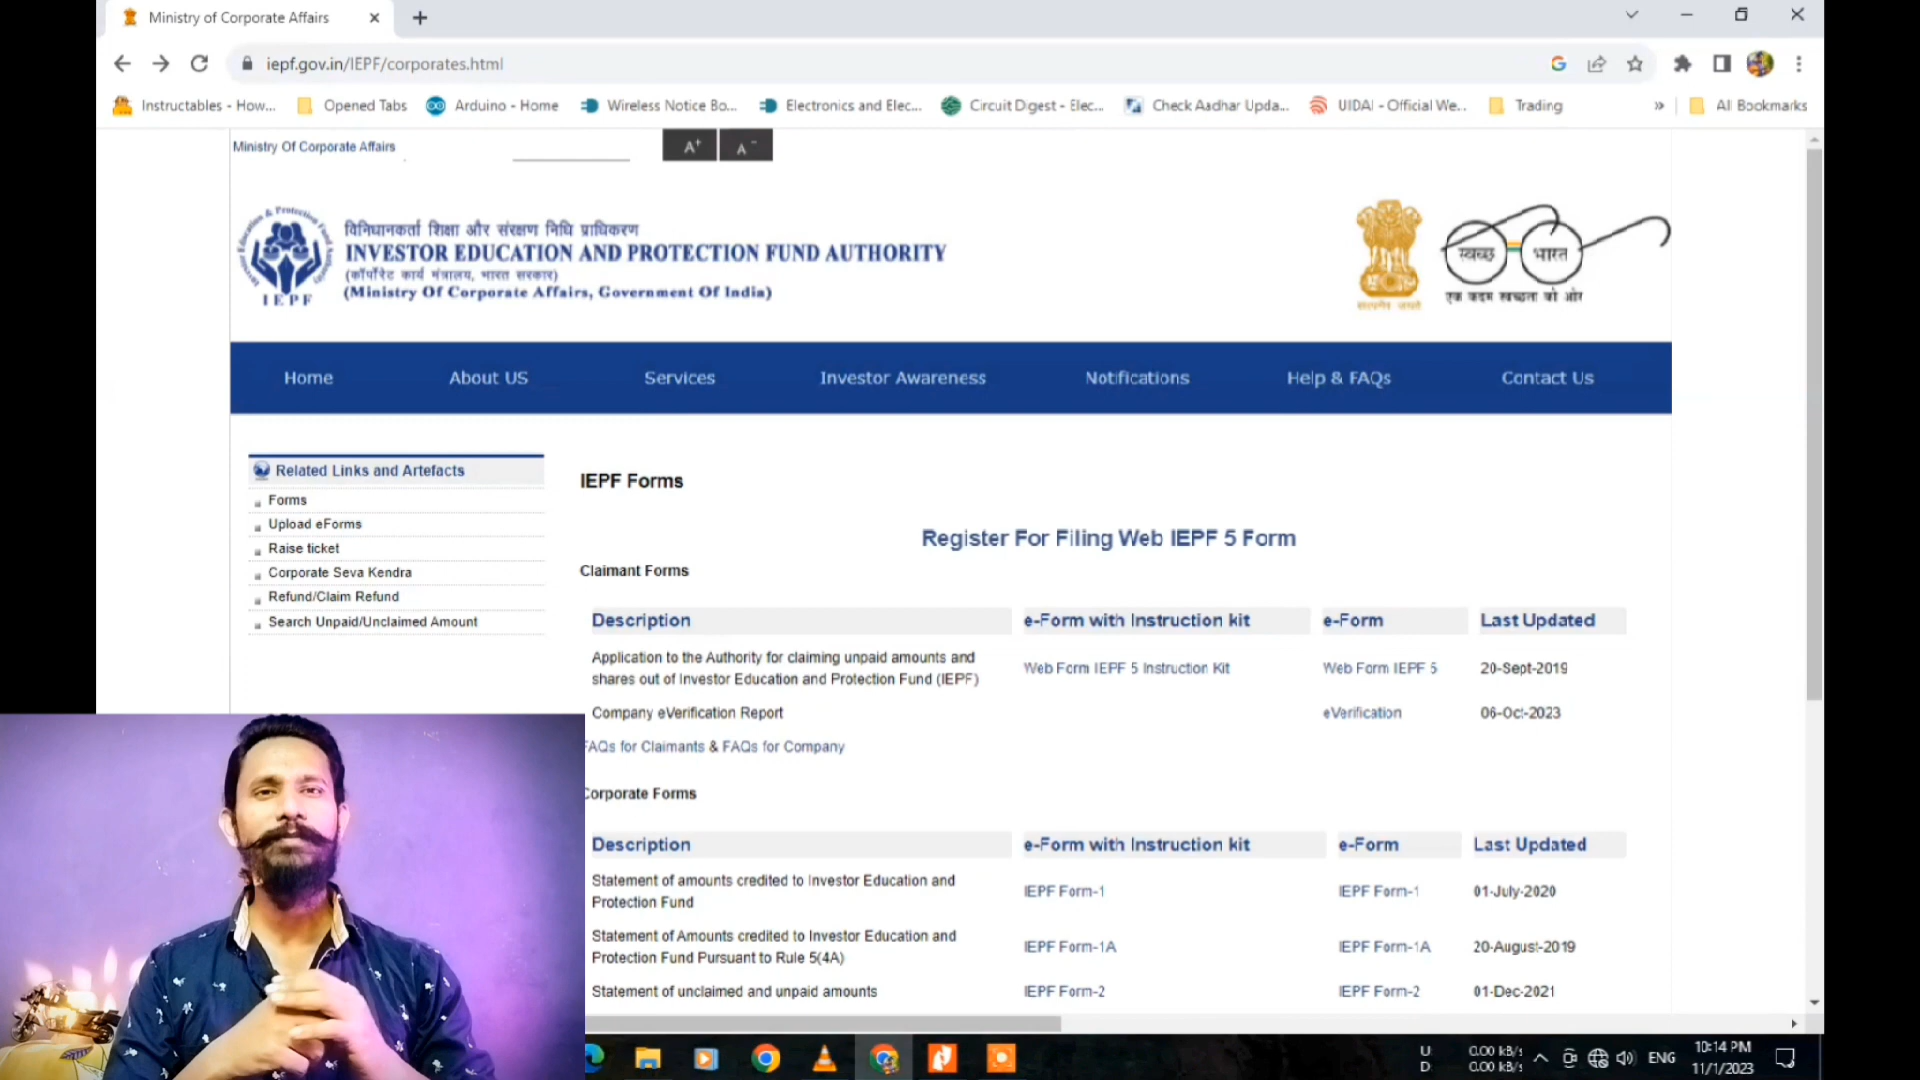 Ministry of Corporate Affairs
iepf.gov.in/IEPF/corporates.html
Instructables - How... Opened Tabs Arduino - Home Wireless Notice Bo... Electronics and Elec... Circuit Digest - Elec... Check Aadhar Upda... UIDAI - Official We... Trading » All Bookmarks
Ministry Of Corporate Affairs A+ A-
विनिधानकर्ता शिक्षा और संरक्षण निधि प्राधिकरण
INVESTOR EDUCATION AND PROTECTION FUND AUTHORITY
(कॉर्पोरेट कार्य मंत्रालय, भारत सरकार)
(Ministry Of Corporate Affairs, Government Of India)
IEPF
सत्यमेव जयते
स्वच्छ भारत
एक कदम स्वच्छता की ओर
Home About US Services Investor Awareness Notifications Help & FAQs Contact Us
Related Links and Artefacts
Forms
Upload eForms
Raise ticket
Corporate Seva Kendra
Refund/Claim Refund
Search Unpaid/Unclaimed Amount
IEPF Forms
Register For Filing Web IEPF 5 Form
Claimant Forms
Description e-Form with Instruction kit e-Form Last Updated
Application to the Authority for claiming unpaid amounts and
shares out of Investor Education and Protection Fund (IEPF) Web Form IEPF 5 Instruction Kit Web Form IEPF 5 20-Sept-2019
Company eVerification Report eVerification 06-Oct-2023
FAQs for Claimants & FAQs for Company
Corporate Forms
Description e-Form with Instruction kit e-Form Last Updated
Statement of amounts credited to Investor Education and
Protection Fund IEPF Form-1 IEPF Form-1 01-July-2020
Statement of Amounts credited to Investor Education and
Protection Fund Pursuant to Rule 5(4A) IEPF Form-1A IEPF Form-1A 20-August-2019
Statement of unclaimed and unpaid amounts IEPF Form-2 IEPF Form-2 01-Dec-2021
U: 0.00 kB/s
D: 0.00 kB/s
ENG
10:14 PM
11/1/2023